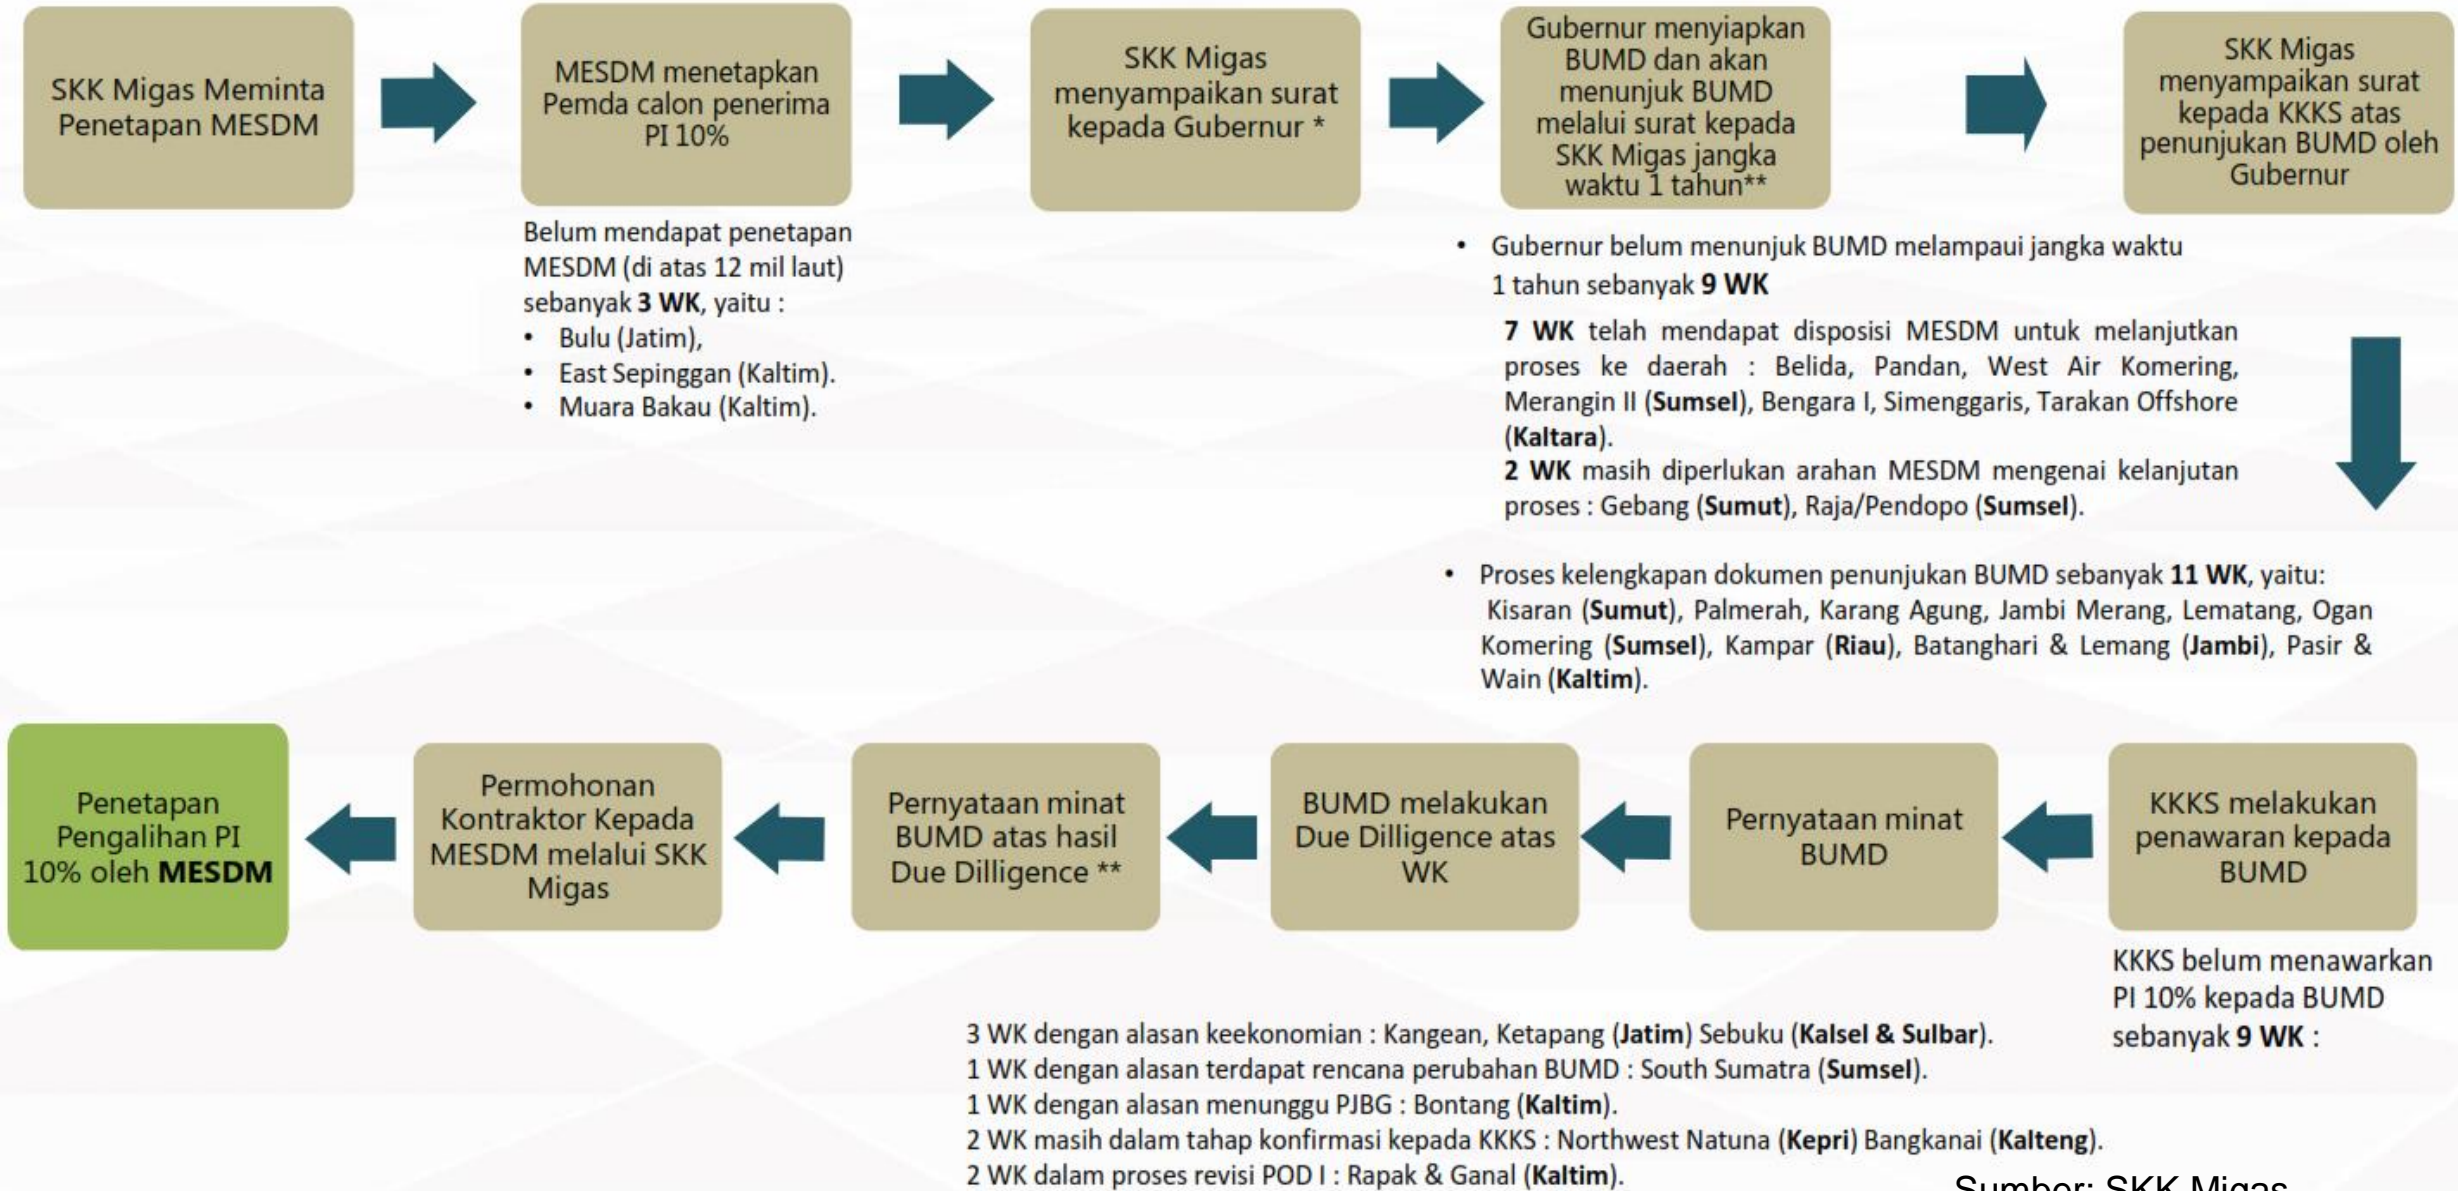 SKK Migas Meminta
Penetapan MESDM
MESDM menetapkan
Pemda calon penerima
PI 10%
SKK Migas
menyampaikan surat
kepada Gubernur *
Gubernur menyiapkan
BUMD dan akan
menunjuk BUMD
melalui surat kepada
SKK Migas jangka
waktu 1 tahun**
SKK Migas
menyampaikan surat
kepada KKKS atas
penunjukan BUMD oleh
Gubernur
Belum mendapat penetapan
MESDM (di atas 12 mil laut)
sebanyak 3 WK, yaitu :
• Bulu (Jatim),
• East Sepinggan (Kaltim).
• Muara Bakau (Kaltim).
• Gubernur belum menunjuk BUMD melampaui jangka waktu
1 tahun sebanyak 9 WK
7 WK telah mendapat disposisi MESDM untuk melanjutkan
proses ke daerah : Belida, Pandan, West Air Komering,
Merangin II (Sumsel), Bengara I, Simenggaris, Tarakan Offshore
(Kaltara).
2 WK masih diperlukan arahan MESDM mengenai kelanjutan
proses : Gebang (Sumut), Raja/Pendopo (Sumsel).
• Proses kelengkapan dokumen penunjukan BUMD sebanyak 11 WK, yaitu:
Kisaran (Sumut), Palmerah, Karang Agung, Jambi Merang, Lematang, Ogan
Komering (Sumsel), Kampar (Riau), Batanghari & Lemang (Jambi), Pasir &
Wain (Kaltim).
KKKS melakukan
penawaran kepada
BUMD
Pernyataan minat
BUMD
BUMD melakukan
Due Dilligence atas
WK
Pernyataan minat
BUMD atas hasil
Due Dilligence **
Permohonan
Kontraktor Kepada
MESDM melalui SKK
Migas
Penetapan
Pengalihan PI
10% oleh MESDM
KKKS belum menawarkan
PI 10% kepada BUMD
sebanyak 9 WK :
3 WK dengan alasan keekonomian : Kangean, Ketapang (Jatim) Sebuku (Kalsel & Sulbar).
1 WK dengan alasan terdapat rencana perubahan BUMD : South Sumatra (Sumsel).
1 WK dengan alasan menunggu PJBG : Bontang (Kaltim).
2 WK masih dalam tahap konfirmasi kepada KKKS : Northwest Natuna (Kepri) Bangkanai (Kalteng).
2 WK dalam proses revisi POD I : Rapak & Ganal (Kaltim).
Sumber: SKK Migas